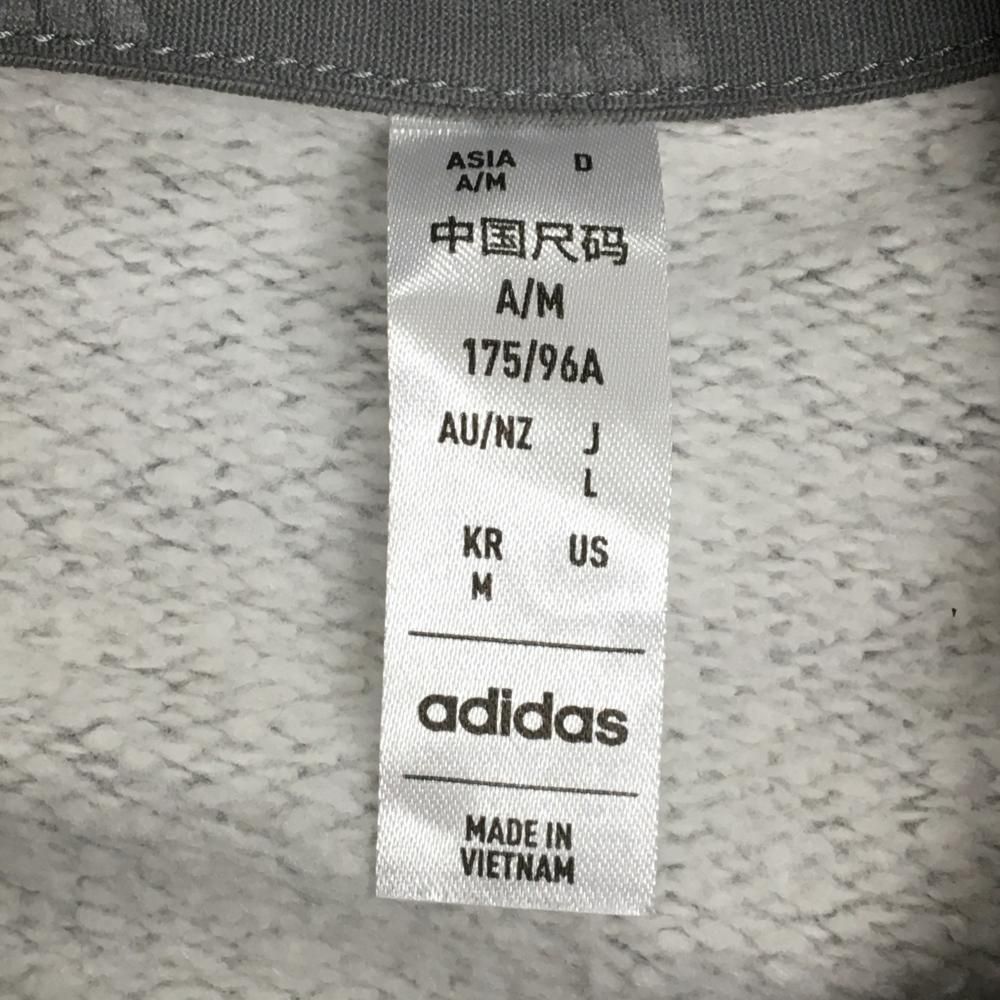 ASIA D
A/M
中国尺码
A/M
175/96A
AU/NZ J
L
KR US
M
adidas
MADE IN
VIETNAM